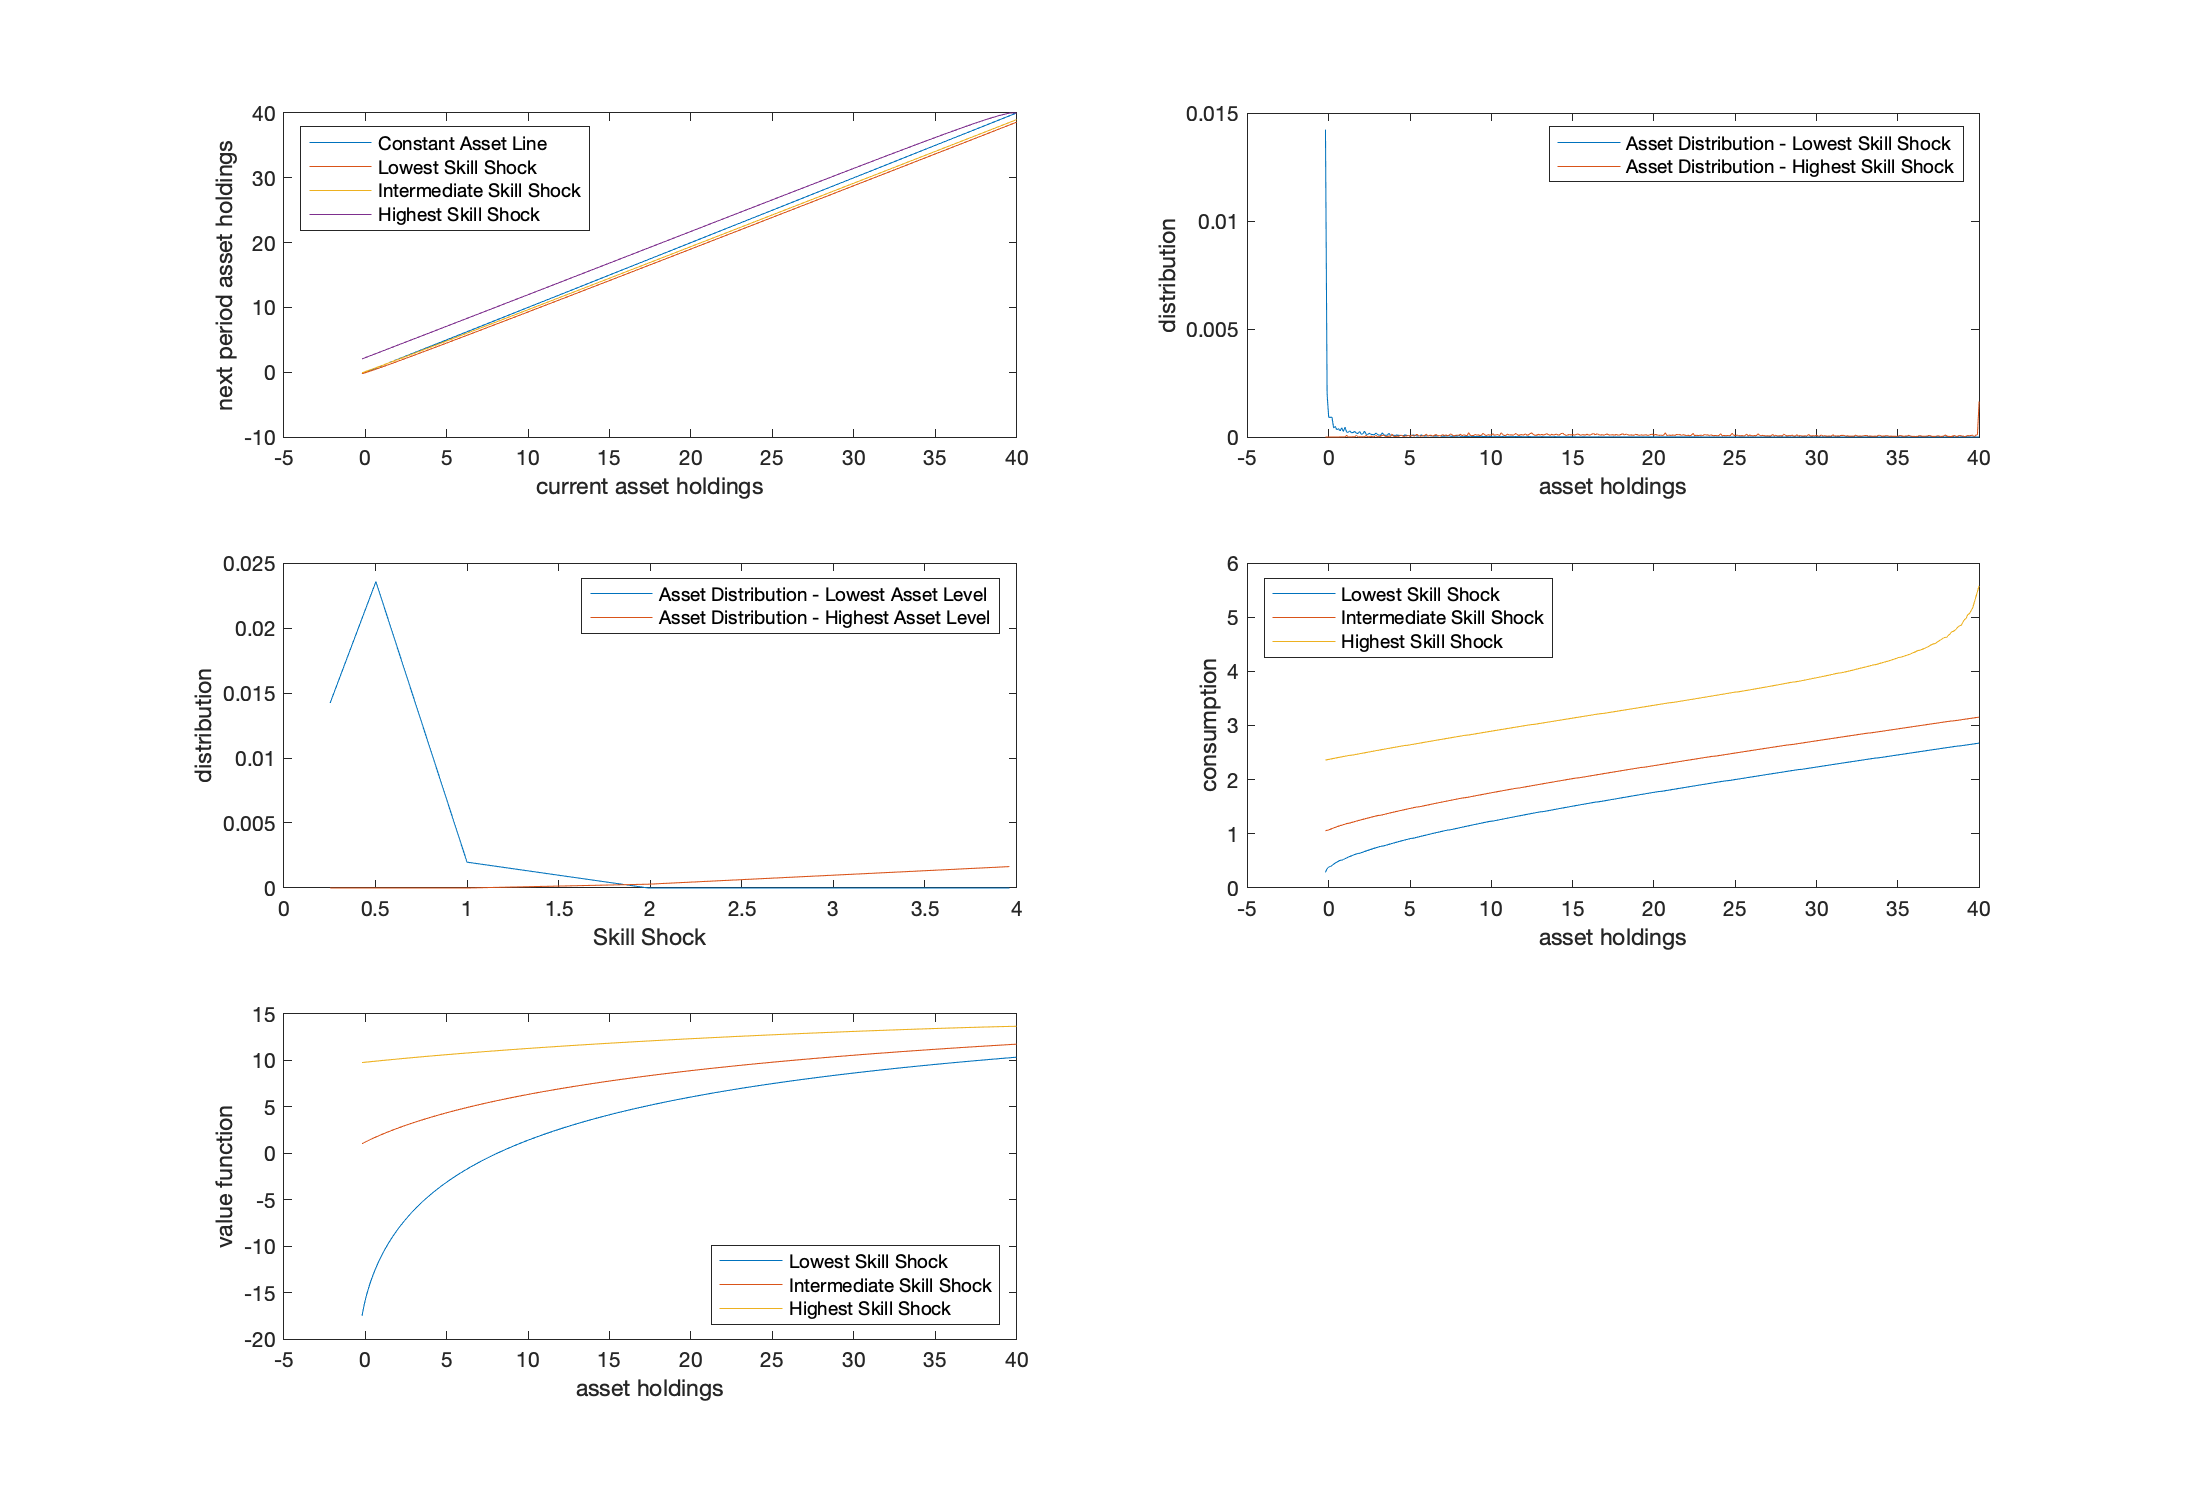 40
30
20
10
0
-10
next period asset holdings
Constant Asset Line
Lowest Skill Shock
Intermediate Skill Shock
Highest Skill Shock
-5 0 5 10 15 20 25 30 35 40
current asset holdings
0.015
0.01
0.005
0
distribution
Asset Distribution - Lowest Skill Shock
Asset Distribution - Highest Skill Shock
-5 0 5 10 15 20 25 30 35 40
asset holdings
0.025
0.02
0.015
0.01
0.005
0
distribution
Asset Distribution - Lowest Asset Level
Asset Distribution - Highest Asset Level
0 0.5 1 1.5 2 2.5 3 3.5 4
Skill Shock
6
5
4
3
2
1
0
consumption
Lowest Skill Shock
Intermediate Skill Shock
Highest Skill Shock
-5 0 5 10 15 20 25 30 35 40
asset holdings
15
10
5
0
-5
-10
-15
-20
value function
Lowest Skill Shock
Intermediate Skill Shock
Highest Skill Shock
-5 0 5 10 15 20 25 30 35 40
asset holdings